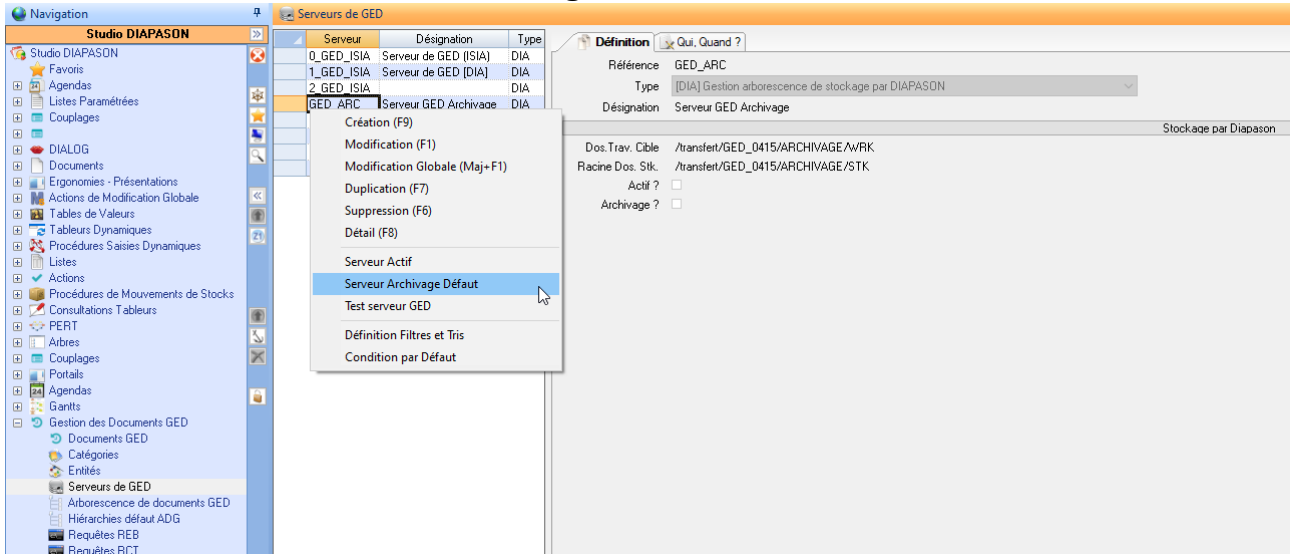 Navigation
Studio DIAPASON
Studio DIAPASON
Favoris
Agendas
Listes Paramétrées
Couplages
DIALOG
Documents
Ergonomies - Présentations
Actions de Modification Globale
Tables de Valeurs
Tableurs Dynamiques
Procédures Saisies Dynamiques
Listes
Actions
Procédures de Mouvements de Stocks
Consultations Tableurs
PERT
Arbres
Couplages
Portails
Agendas
Gantts
Gestion des Documents GED
Documents GED
Catégories
Entités
Serveurs de GED
Arborescence de documents GED
Hiérarchies défaut ADG
Requêtes REB
Requêtes RCT
Serveurs de GED
Serveur Désignation Type
0_GED_ISIA Serveur de GED (ISIA) DIA
1_GED_ISIA Serveur de GED [DIA] DIA
2_GED_ISIA DIA
GED_ARC Serveur GED Archivage DIA
Création (F9)
Modification (F1)
Modification Globale (Maj+F1)
Duplication (F7)
Suppression (F6)
Détail (F8)
Serveur Actif
Serveur Archivage Défaut
Test serveur GED
Définition Filtres et Tris
Condition par Défaut
Définition Qui, Quand ?
Référence GED_ARC
Type [DIA] Gestion arborescence de stockage par DIAPASON
Désignation Serveur GED Archivage
Stockage par Diapason
Dos.Trav. Cible /transfert/GED_0415/ARCHIVAGE/WRK
Racine Dos. Stk. /transfert/GED_0415/ARCHIVAGE/STK
Actif ?
Archivage ?